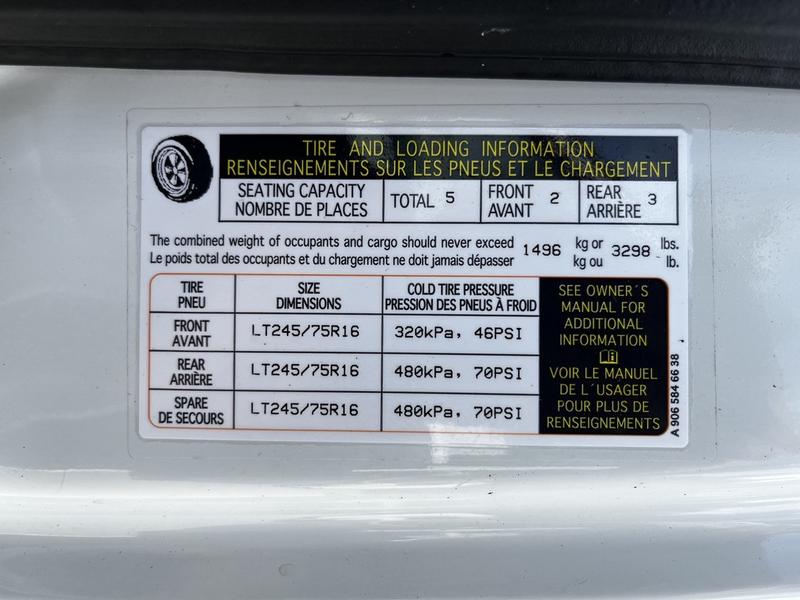 TIRE AND LOADING INFORMATION
RENSEIGNEMENTS SUR LES PNEUS ET LE CHARGEMENT
SEATING CAPACITY
NOMBRE DE PLACES
TOTAL 5
FRONT
AVANT 2
REAR
ARRIÈRE 3
The combined weight of occupants and cargo should never exceed 1496 kg or 3298 lbs.
Le poids total des occupants et du chargement ne doit jamais dépasser kg ou lb.
TIRE
PNEU
SIZE
DIMENSIONS
COLD TIRE PRESSURE
PRESSION DES PNEUS À FROID
FRONT
AVANT
LT245/75R16
320kPa, 46PSI
REAR
ARRIÈRE
LT245/75R16
480kPa, 70PSI
SPARE
DE SECOURS
LT245/75R16
480kPa, 70PSI
SEE OWNER´S
MANUAL FOR
ADDITIONAL
INFORMATION
VOIR LE MANUEL
DE L´USAGER
POUR PLUS DE
RENSEIGNEMENTS
A 906 584 66 38